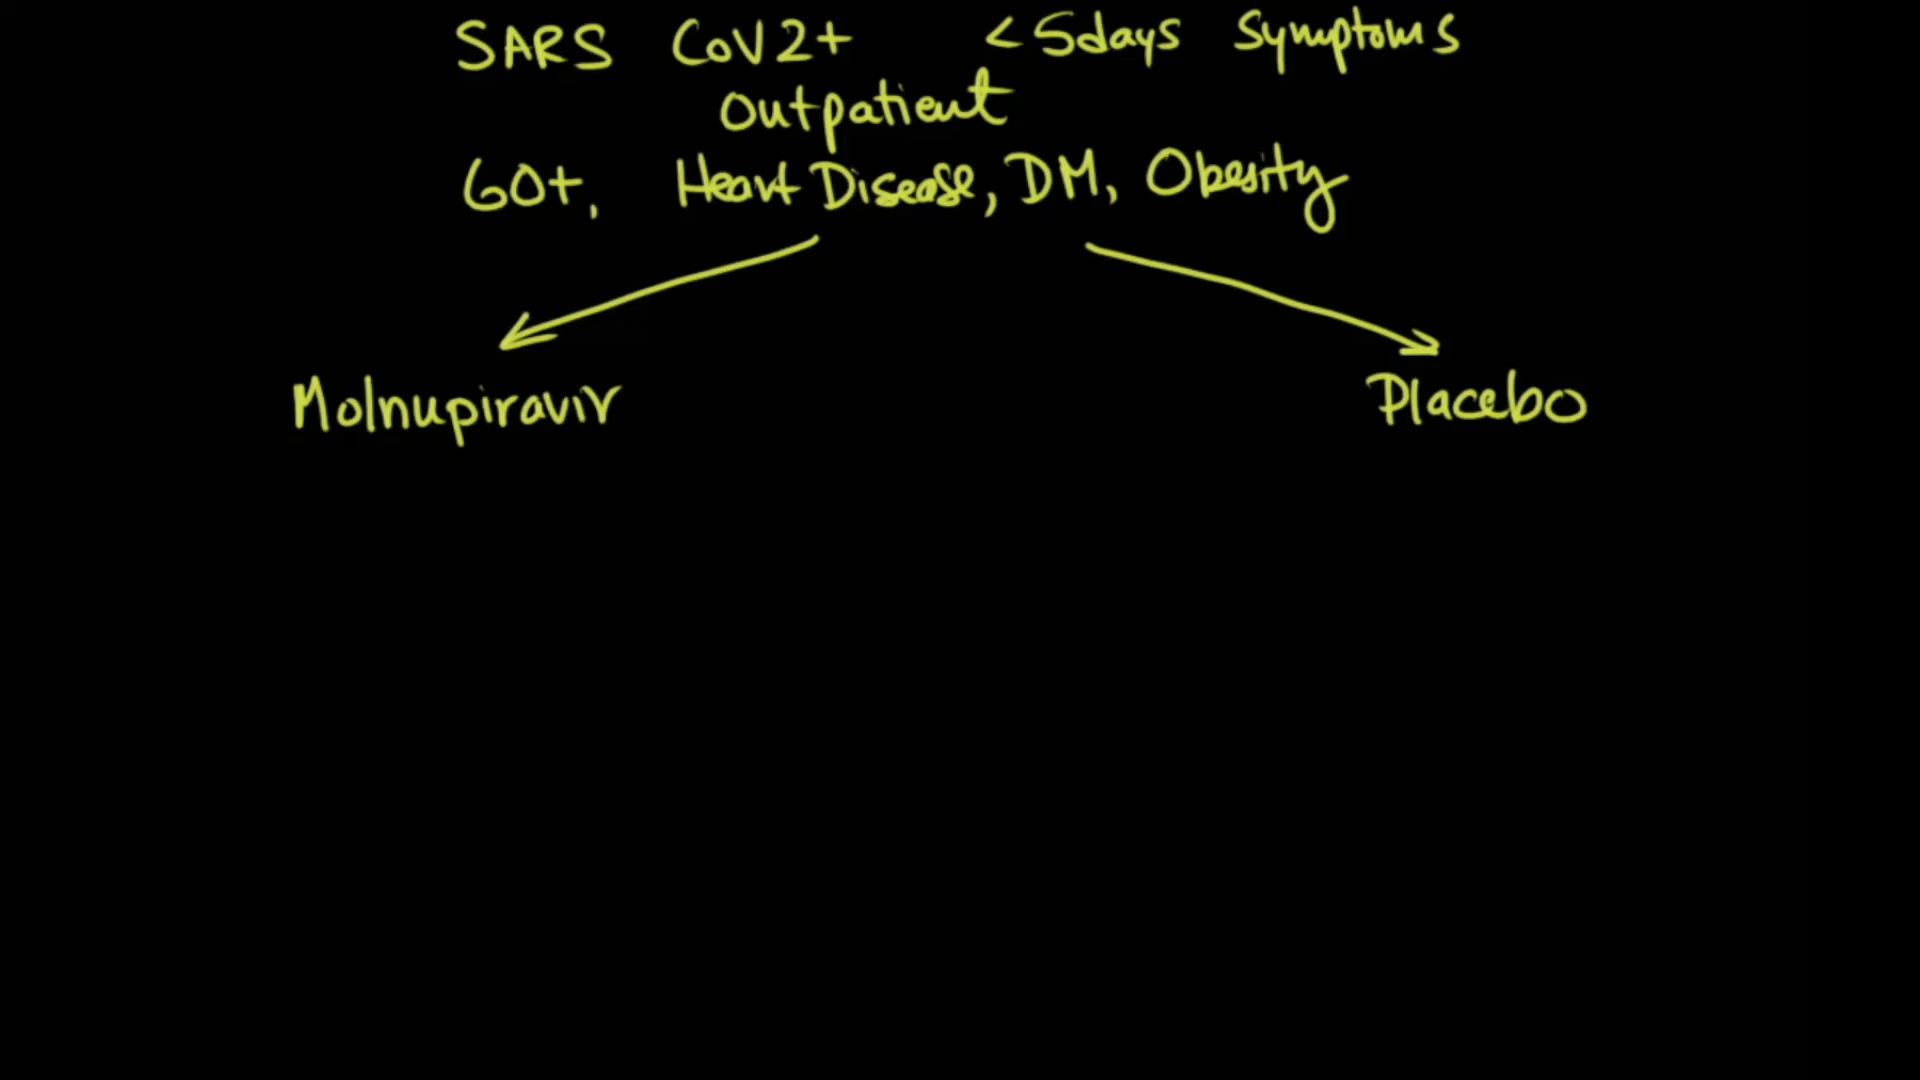 SARS CoV2+ <5days Symptoms
Outpatient
60+, Heart Disease, DM, Obesity
Molnupiravir Placebo